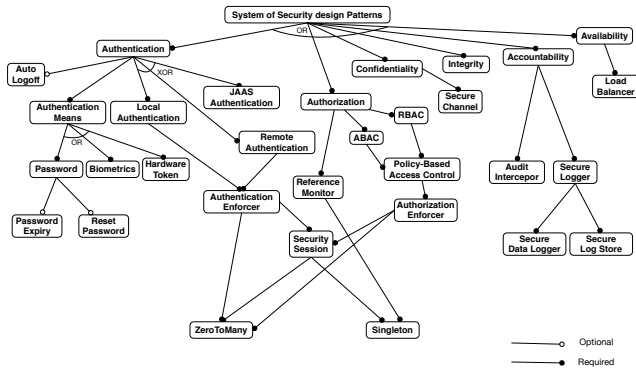 System of Security design Patterns
OR
Availability
Authentication
Accountability
Integrity
Confidentiality
Auto
Logoff
XOR
JAAS
Authentication
Secure
Channel
Load
Balancer
Authentication
Means
Local
Authentication
Authorization
RBAC
ABAC
Remote
Authentication
OR
Password
Biometrics
Hardware
Token
Policy-Based
Access Control
Audit
Intercepor
Secure
Logger
Reference
Monitor
Authentication
Enforcer
Authorization
Enforcer
Password
Expiry
Reset
Password
Security
Session
Secure
Data Logger
Secure
Log Store
ZeroToMany
Singleton
Optional
Required